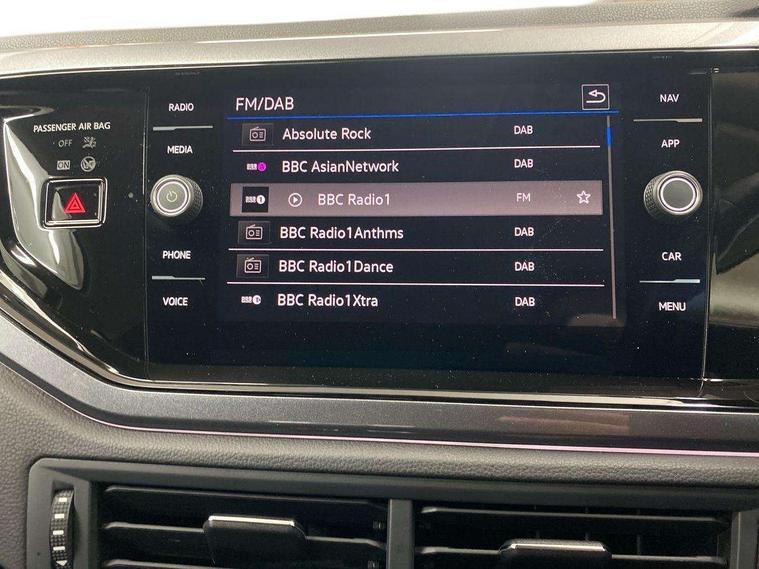 RADIO
FM/DAB
NAV
PASSENGER AIR BAG
OFF
ON
MEDIA
APP
Absolute Rock DAB
BBC AsianNetwork DAB
BBC Radio1 FM
BBC Radio1Anthms DAB
PHONE
CAR
BBC Radio1Dance DAB
VOICE
BBC Radio1Xtra DAB
MENU